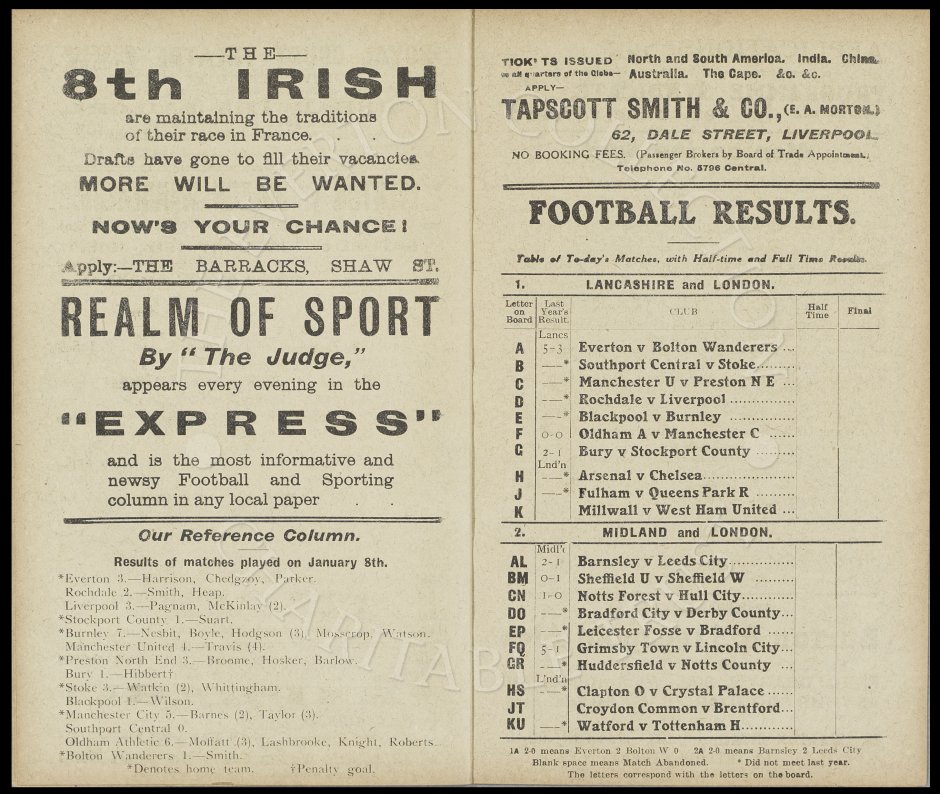 THE
8th IRISH
are maintaining the traditions
of their race in France. . .
Drafts have gone to fill their vacancies
MORE WILL BE WANTED.
NOW'S YOUR CHANCE!
Apply:—THE BARRACKS, SHAW ST.
REALM OF SPORT
By "The Judge,"
appears every evening in the
"EXPRESS"
and is the most informative and
newsy Football and Sporting
column in any local paper . .
Our Reference Column.
Results of matches played on January 8th.
*Everton 3.—Harrison, Chedgzoy, Parker.
Rochdale 2.—Smith, Heap.
Liverpool 3.—Pagnam, McKinlay (2).
*Stockport County 1.—Suart.
*Burnley 7.—Nesbit, Boyle, Hodgson (3), Mosscrop, Watson.
Manchester United 4.—Travis (4).
*Preston North End 3.—Broome, Hosker, Barlow.
Bury 1.—Hibbert†
*Stoke 3.—Watkin (2), Whittingham.
Blackpool 1.—Wilson.
*Manchester City 5.—Barnes (2), Taylor (3).
Southport Central 0.
Oldham Athletic 6.—Moffatt (3), Lashbrooke, Knight, Roberts.
*Bolton Wanderers 1.—Smith.
*Denotes home team. †Penalty goal.
TICK'TS ISSUED North and South America. India. China.
to all quarters of the Globe— Australia. The Cape. &c. &c.
APPLY—
TAPSCOTT SMITH & CO., (E. A. MORTON.)
62, DALE STREET, LIVERPOOL
NO BOOKING FEES. (Passenger Brokers by Board of Trade Appointment.)
Telephone No. 5796 Central.
FOOTBALL RESULTS.
Table of To-day's Matches, with Half-time and Full Time Results.
1. LANCASHIRE and LONDON.
Letter on Board Last Year's Result. CLUB Half Time Final
Lancs
A 5-3 Everton v Bolton Wanderers ...
B —* Southport Central v Stoke..........
C —* Manchester U v Preston N E ...
D —* Rochdale v Liverpool ...............
E —* Blackpool v Burnley ................
F 0-0 Oldham A v Manchester C ......
G 2-1 Bury v Stockport County .........
Lnd'n
H —* Arsenal v Chelsea.....................
J —* Fulham v Queens Park R .........
K Millwall v West Ham United ...
2. MIDLAND and LONDON.
Midl'd
AL 2-1 Barnsley v Leeds City...............
BM 0-1 Sheffield U v Sheffield W .........
CN 1-0 Notts Forest v Hull City............
DO —* Bradford City v Derby County...
EP —* Leicester Fosse v Bradford ......
FQ 5-1 Grimsby Town v Lincoln City...
GR —* Huddersfield v Notts County ...
L'nd'n
HS —* Clapton O v Crystal Palace ......
JT Croydon Common v Brentford...
KU —* Watford v Tottenham H............
1A 2-0 means Everton 2 Bolton W 0 2A 2-0 means Barnsley 2 Leeds City
Blank space means Match Abandoned. * Did not meet last year.
The letters correspond with the letters on the board.
THE EVERTON COLLECTION CHARITABLE